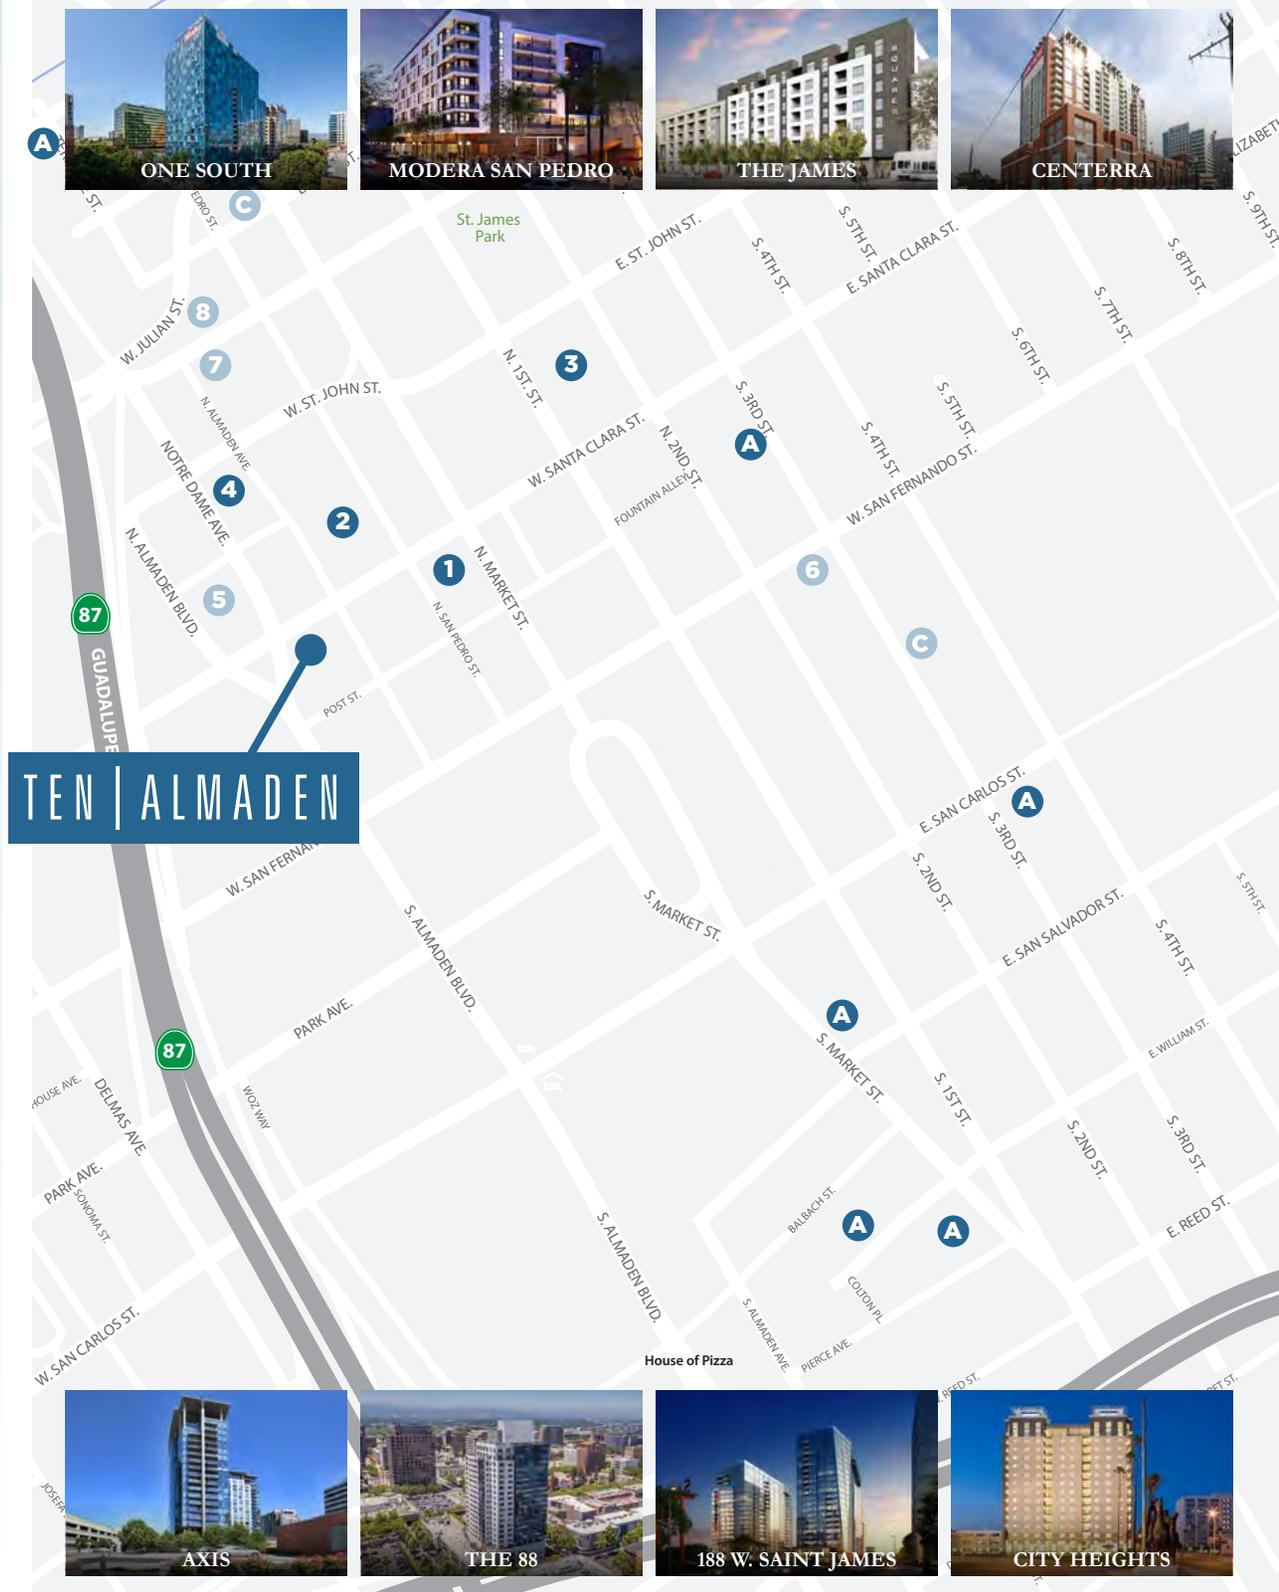 ONE SOUTH
MODERA SAN PEDRO
THE JAMES
CENTERRA
A
ST.
C
St. James
Park
E. ST. JOHN ST.
S. 4TH ST.
S. 5TH ST.
E. SANTA CLARA ST.
S. 8TH ST.
S. 9TH ST.
W. JULIAN ST.
8
7
3
N. 1ST. ST.
S. 7TH ST.
S. 6TH ST.
W. ST. JOHN ST.
N. ALMADEN AVE.
S. 3RD ST.
S. 5TH ST.
A
W. SANTA CLARA ST.
N. 2ND. ST.
S. 4TH ST.
NOTRE DAME AVE.
4
FOUNTAIN ALLEY
W. SAN FERNANDO ST.
2
1
N. ALMADEN BLVD.
N. MARKET ST.
6
5
87
N. SAN PEDRO ST.
C
GUADALUPE
POST ST.
TEN | ALMADEN
E. SAN CARLOS ST.
A
S. 3RD ST.
W. SAN FERNAN
S. 2ND ST.
S. 5TH ST.
S. MARKET ST.
S. ALMADEN BLVD.
E. SAN SALVADOR ST.
S. 4TH ST.
PARK AVE.
A
87
S. MARKET ST.
E. WILLIAM ST.
HOUSE AVE.
DELMAS AVE.
WOZ WAY
S. 1ST ST.
S. 2ND ST.
S. 3RD ST.
PARK AVE.
SONOMA ST.
BALBACH ST.
A
A
E. REED ST.
S. ALMADEN BLVD.
COLTON PL.
W. SAN CARLOS ST.
S. ALMADEN AVE.
PIERCE AVE.
House of Pizza
REED ST.
JOSEFA
AXIS
THE 88
188 W. SAINT JAMES
CITY HEIGHTS